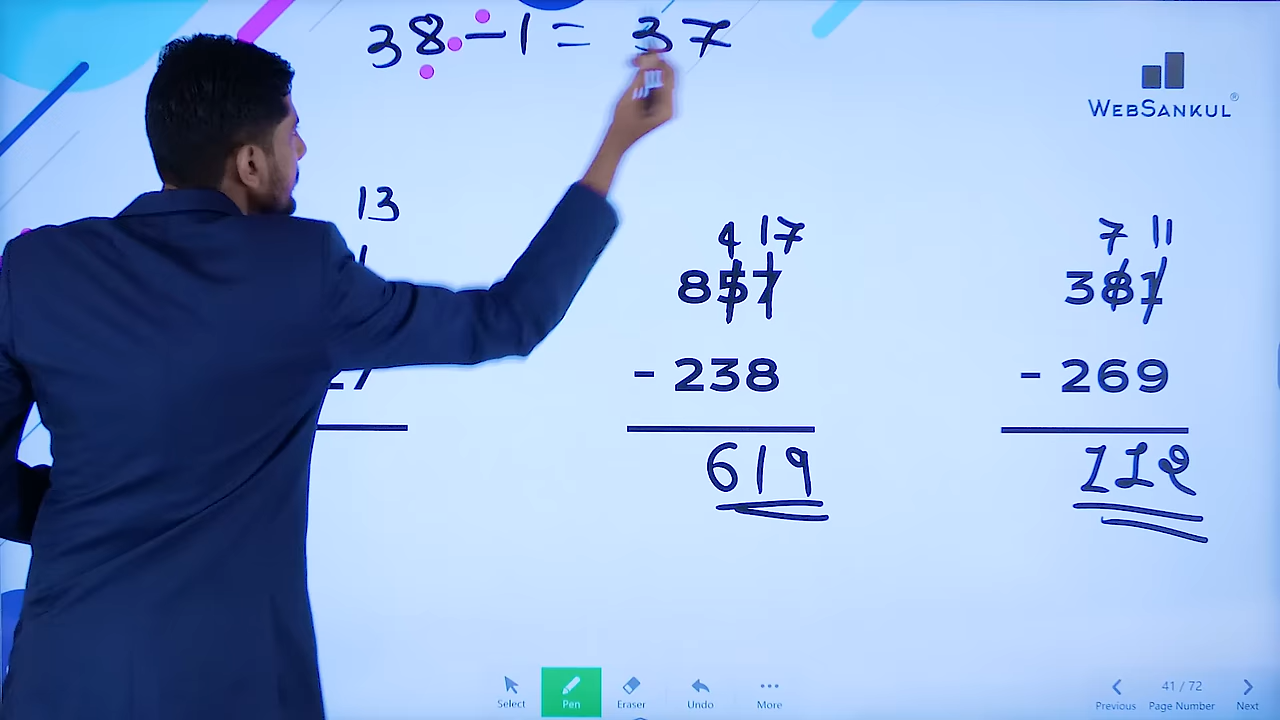 38 - 1 = 37
WEBSANKUL®
13
4 17
7 11
857
381
- 238
- 269
619
112
Select
Pen
Eraser
Undo
More
Previous
41 / 72
Page Number
Next